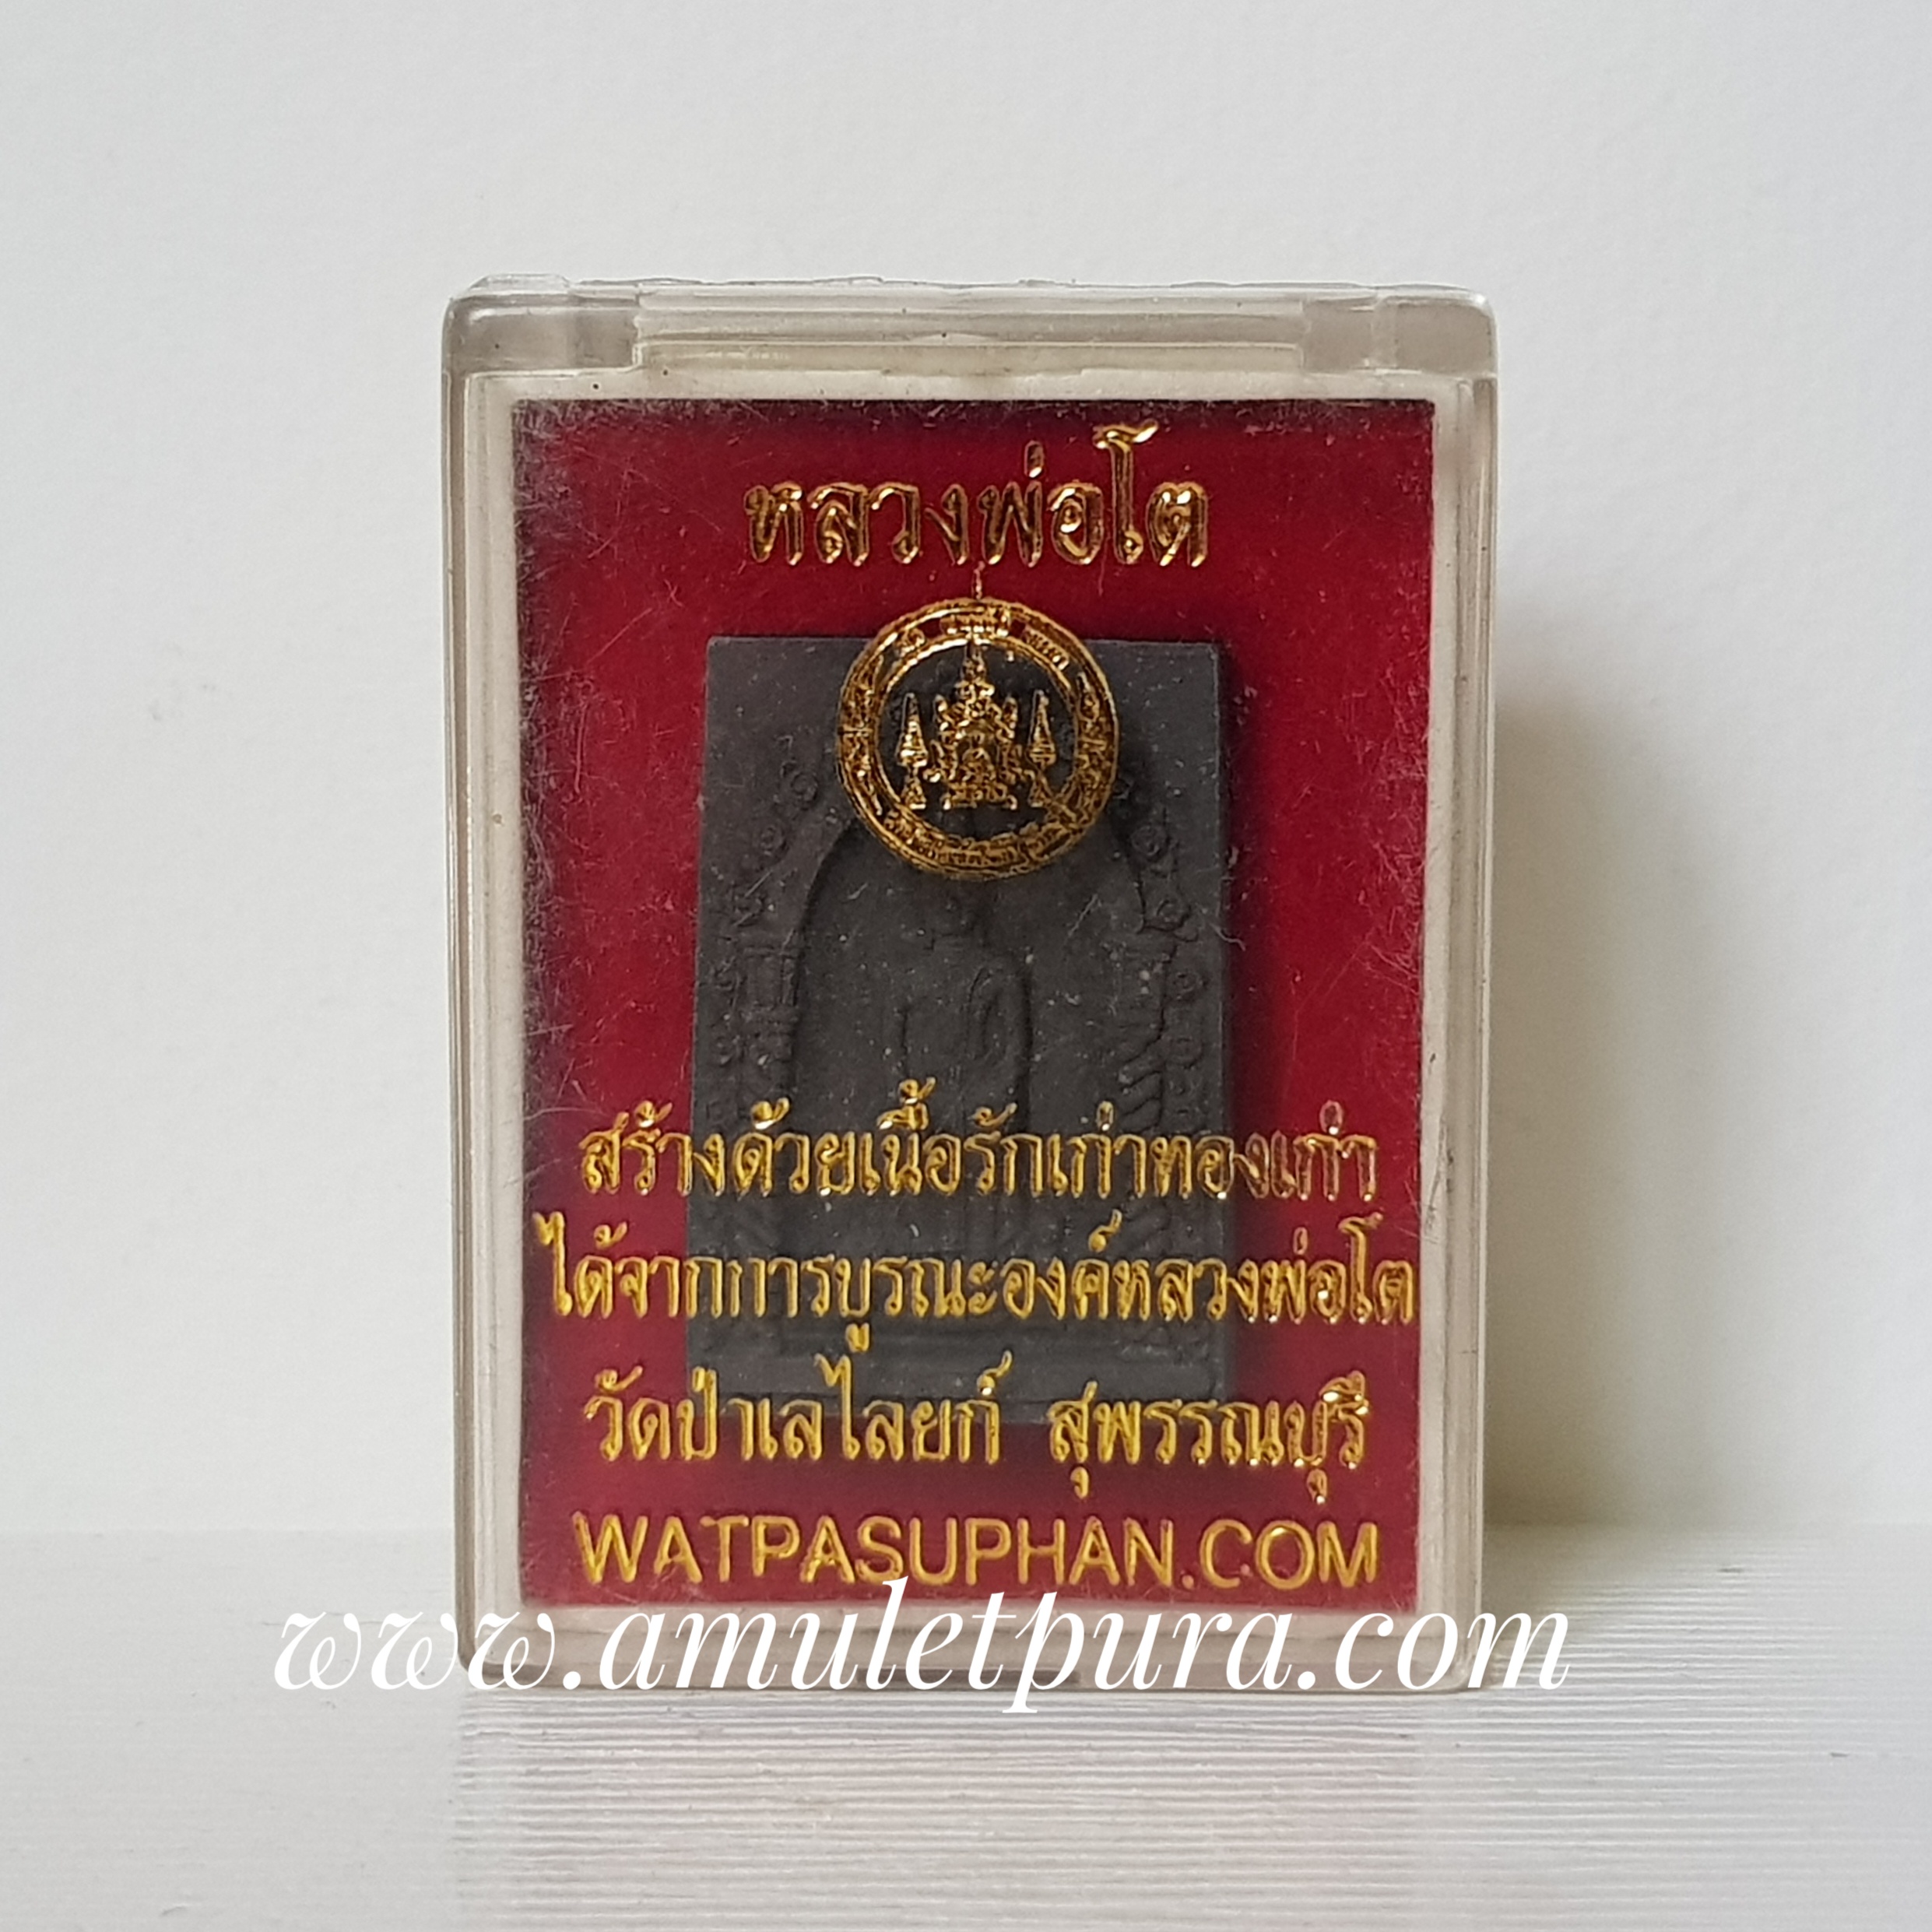 หลวงพ่อโต
สร้างด้วยเนื้อรักเก่าทองเก่า
ได้จากการบูรณะองค์หลวงพ่อโต
วัดป่าเลไลยก์ สุพรรณบุรี
WATPASUPHAN.COM
www.amuletpura.com